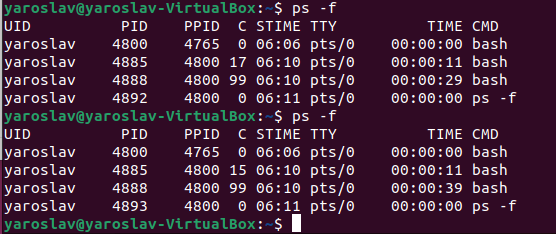 yaroslav@yaroslav-VirtualBox:~$ ps -f
UID          PID    PPID  C STIME TTY          TIME CMD
yaroslav    4800    4765  0 06:06 pts/0    00:00:00 bash
yaroslav    4885    4800 17 06:10 pts/0    00:00:11 bash
yaroslav    4888    4800 99 06:10 pts/0    00:00:29 bash
yaroslav    4892    4800  0 06:11 pts/0    00:00:00 ps -f
yaroslav@yaroslav-VirtualBox:~$ ps -f
UID          PID    PPID  C STIME TTY          TIME CMD
yaroslav    4800    4765  0 06:06 pts/0    00:00:00 bash
yaroslav    4885    4800 15 06:10 pts/0    00:00:11 bash
yaroslav    4888    4800 99 06:10 pts/0    00:00:39 bash
yaroslav    4893    4800  0 06:11 pts/0    00:00:00 ps -f
yaroslav@yaroslav-VirtualBox:~$